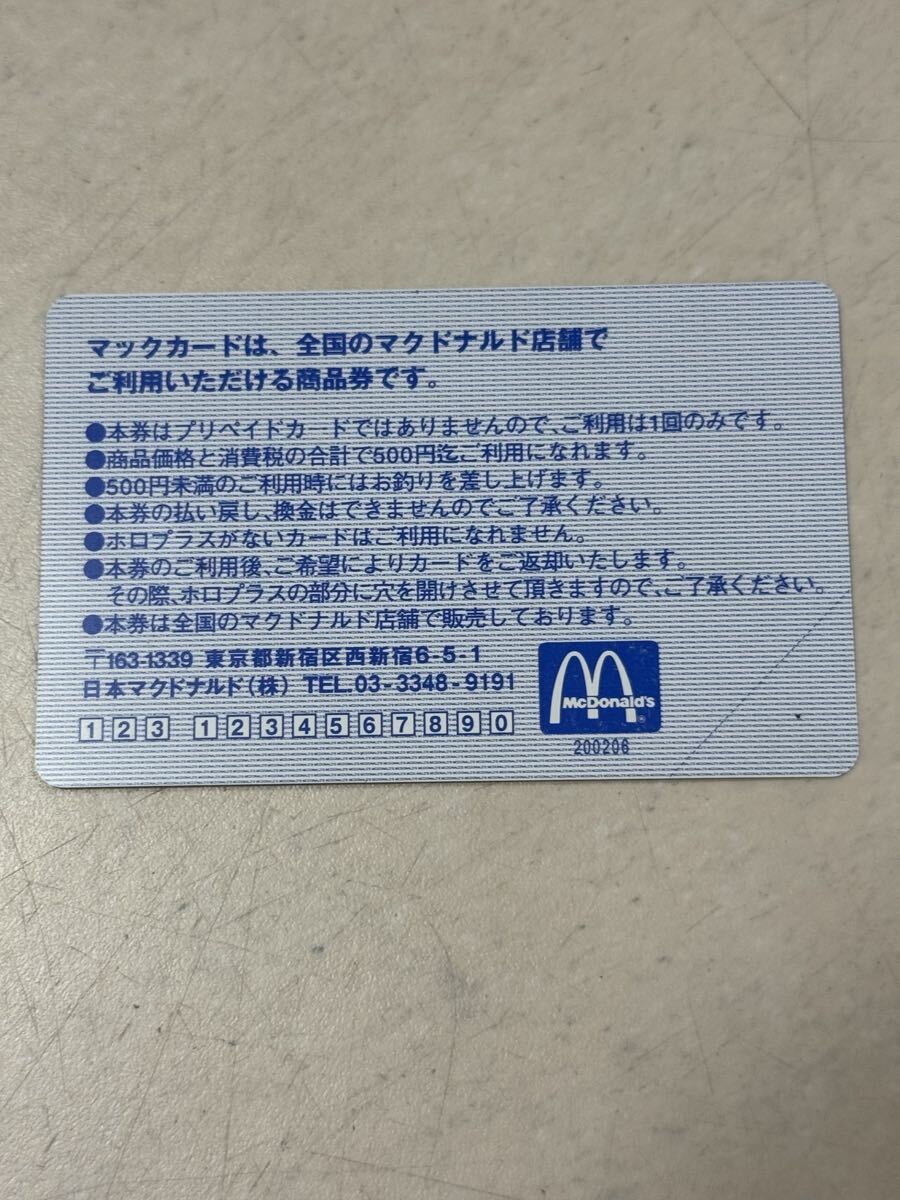 マックカードは、全国のマクドナルド店舗で
ご利用いただける商品券です。
●本券はプリペイドカードではありませんので、ご利用は1回のみです。
●商品価格と消費税の合計で500円迄ご利用になれます。
●500円未満のご利用時にはお釣りを差し上げます。
●本券の払い戻し、換金はできませんのでご了承ください。
●ホロプラスがないカードはご利用になれません。
●本券のご利用後、ご希望によりカードをご返却いたします。
その際、ホロプラスの部分に穴を開けさせて頂きますので、ご了承ください。
●本券は全国のマクドナルド店舗で販売しております。
〒163-1339 東京都新宿区西新宿6-5-1
日本マクドナルド(株) TEL.03-3348-9191
McDonald's
®
123 1234567890
200206